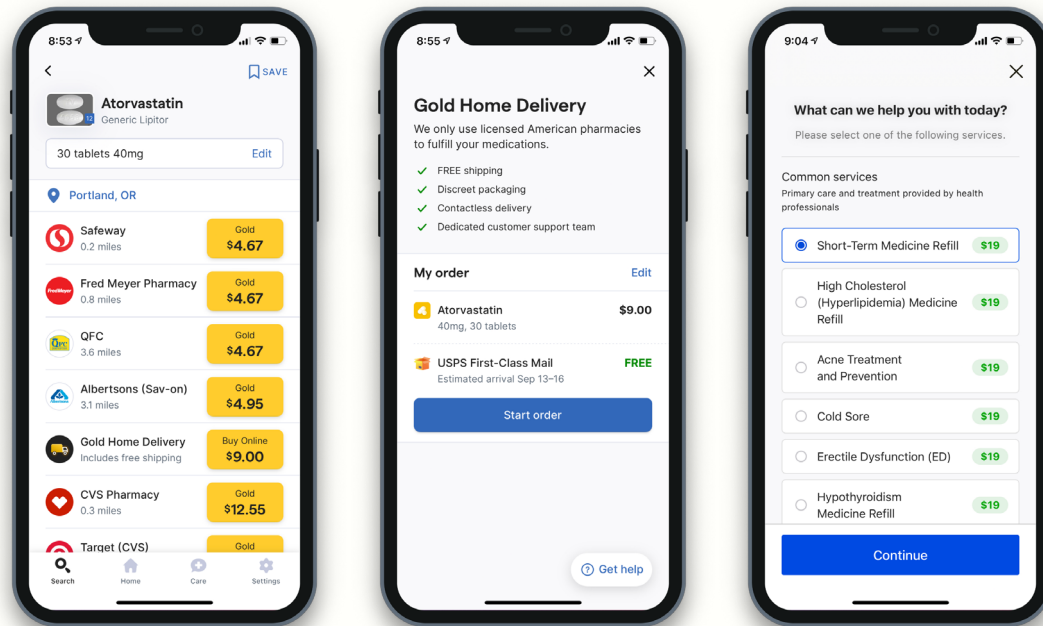 8:53
SAVE
Atorvastatin
Generic Lipitor
12
30 tablets 40mg
Edit
Portland, OR
Safeway
0.2 miles
Gold
$4.67
FredMeyer
Fred Meyer Pharmacy
0.8 miles
Gold
$4.67
QFC
QFC
3.6 miles
Gold
$4.67
Albertsons (Sav-on)
3.1 miles
Gold
$4.95
Gold Home Delivery
Includes free shipping
Buy Online
$9.00
CVS Pharmacy
0.3 miles
Gold
$12.55
Target (CVS)
Gold
Search
Home
Care
Settings
8:55
Gold Home Delivery
We only use licensed American pharmacies
to fulfill your medications.
FREE shipping
Discreet packaging
Contactless delivery
Dedicated customer support team
My order
Edit
Atorvastatin
$9.00
40mg, 30 tablets
USPS First-Class Mail
FREE
Estimated arrival Sep 13–16
Start order
Get help
9:04
What can we help you with today?
Please select one of the following services.
Common services
Primary care and treatment provided by health
professionals
Short-Term Medicine Refill
$19
High Cholesterol
(Hyperlipidemia) Medicine
Refill
$19
Acne Treatment
and Prevention
$19
Cold Sore
$19
Erectile Dysfunction (ED)
$19
Hypothyroidism
Medicine Refill
$19
Continue